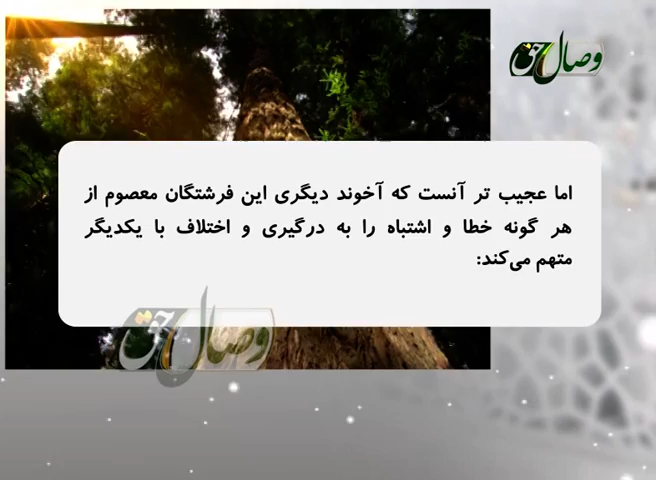 وصال حق
اما عجیب تر آنست که آخوند دیگری این فرشتگان معصوم از
هر گونه خطا و اشتباه را به درگیری و اختلاف با یکدیگر
متهم می‌کند:
وصال حق